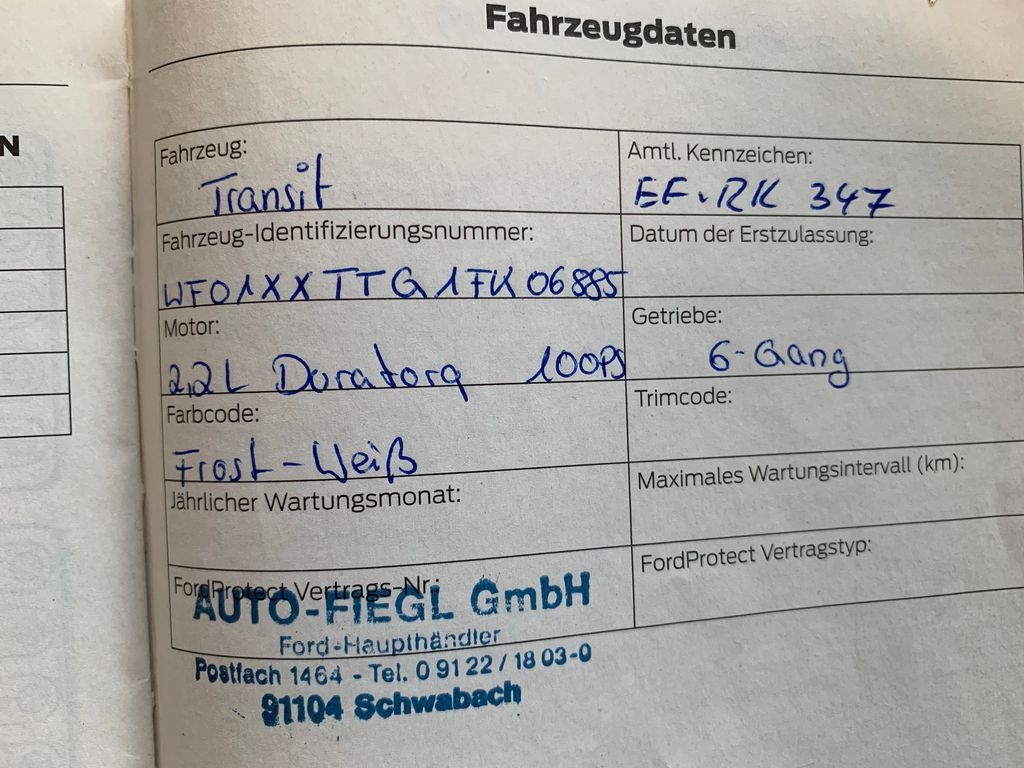 N
Fahrzeugdaten
Fahrzeug:
Transit
Amtl. Kennzeichen:
EF-RK 347
Fahrzeug-Identifizierungsnummer:
WF01XXTTG1FK06885
Datum der Erstzulassung:
Motor:
2,2L Duratorq 100PS
Getriebe:
6-Gang
Farbcode:
Frost-Weiß
Trimcode:
Jährlicher Wartungsmonat:
Maximales Wartungsintervall (km):
FordProtect Vertrags-Nr.:
FordProtect Vertragstyp:
AUTO-FIEGL GmbH
Ford-Haupthändler
Postfach 1464 - Tel. 0 91 22 / 18 03-0
91104 Schwabach